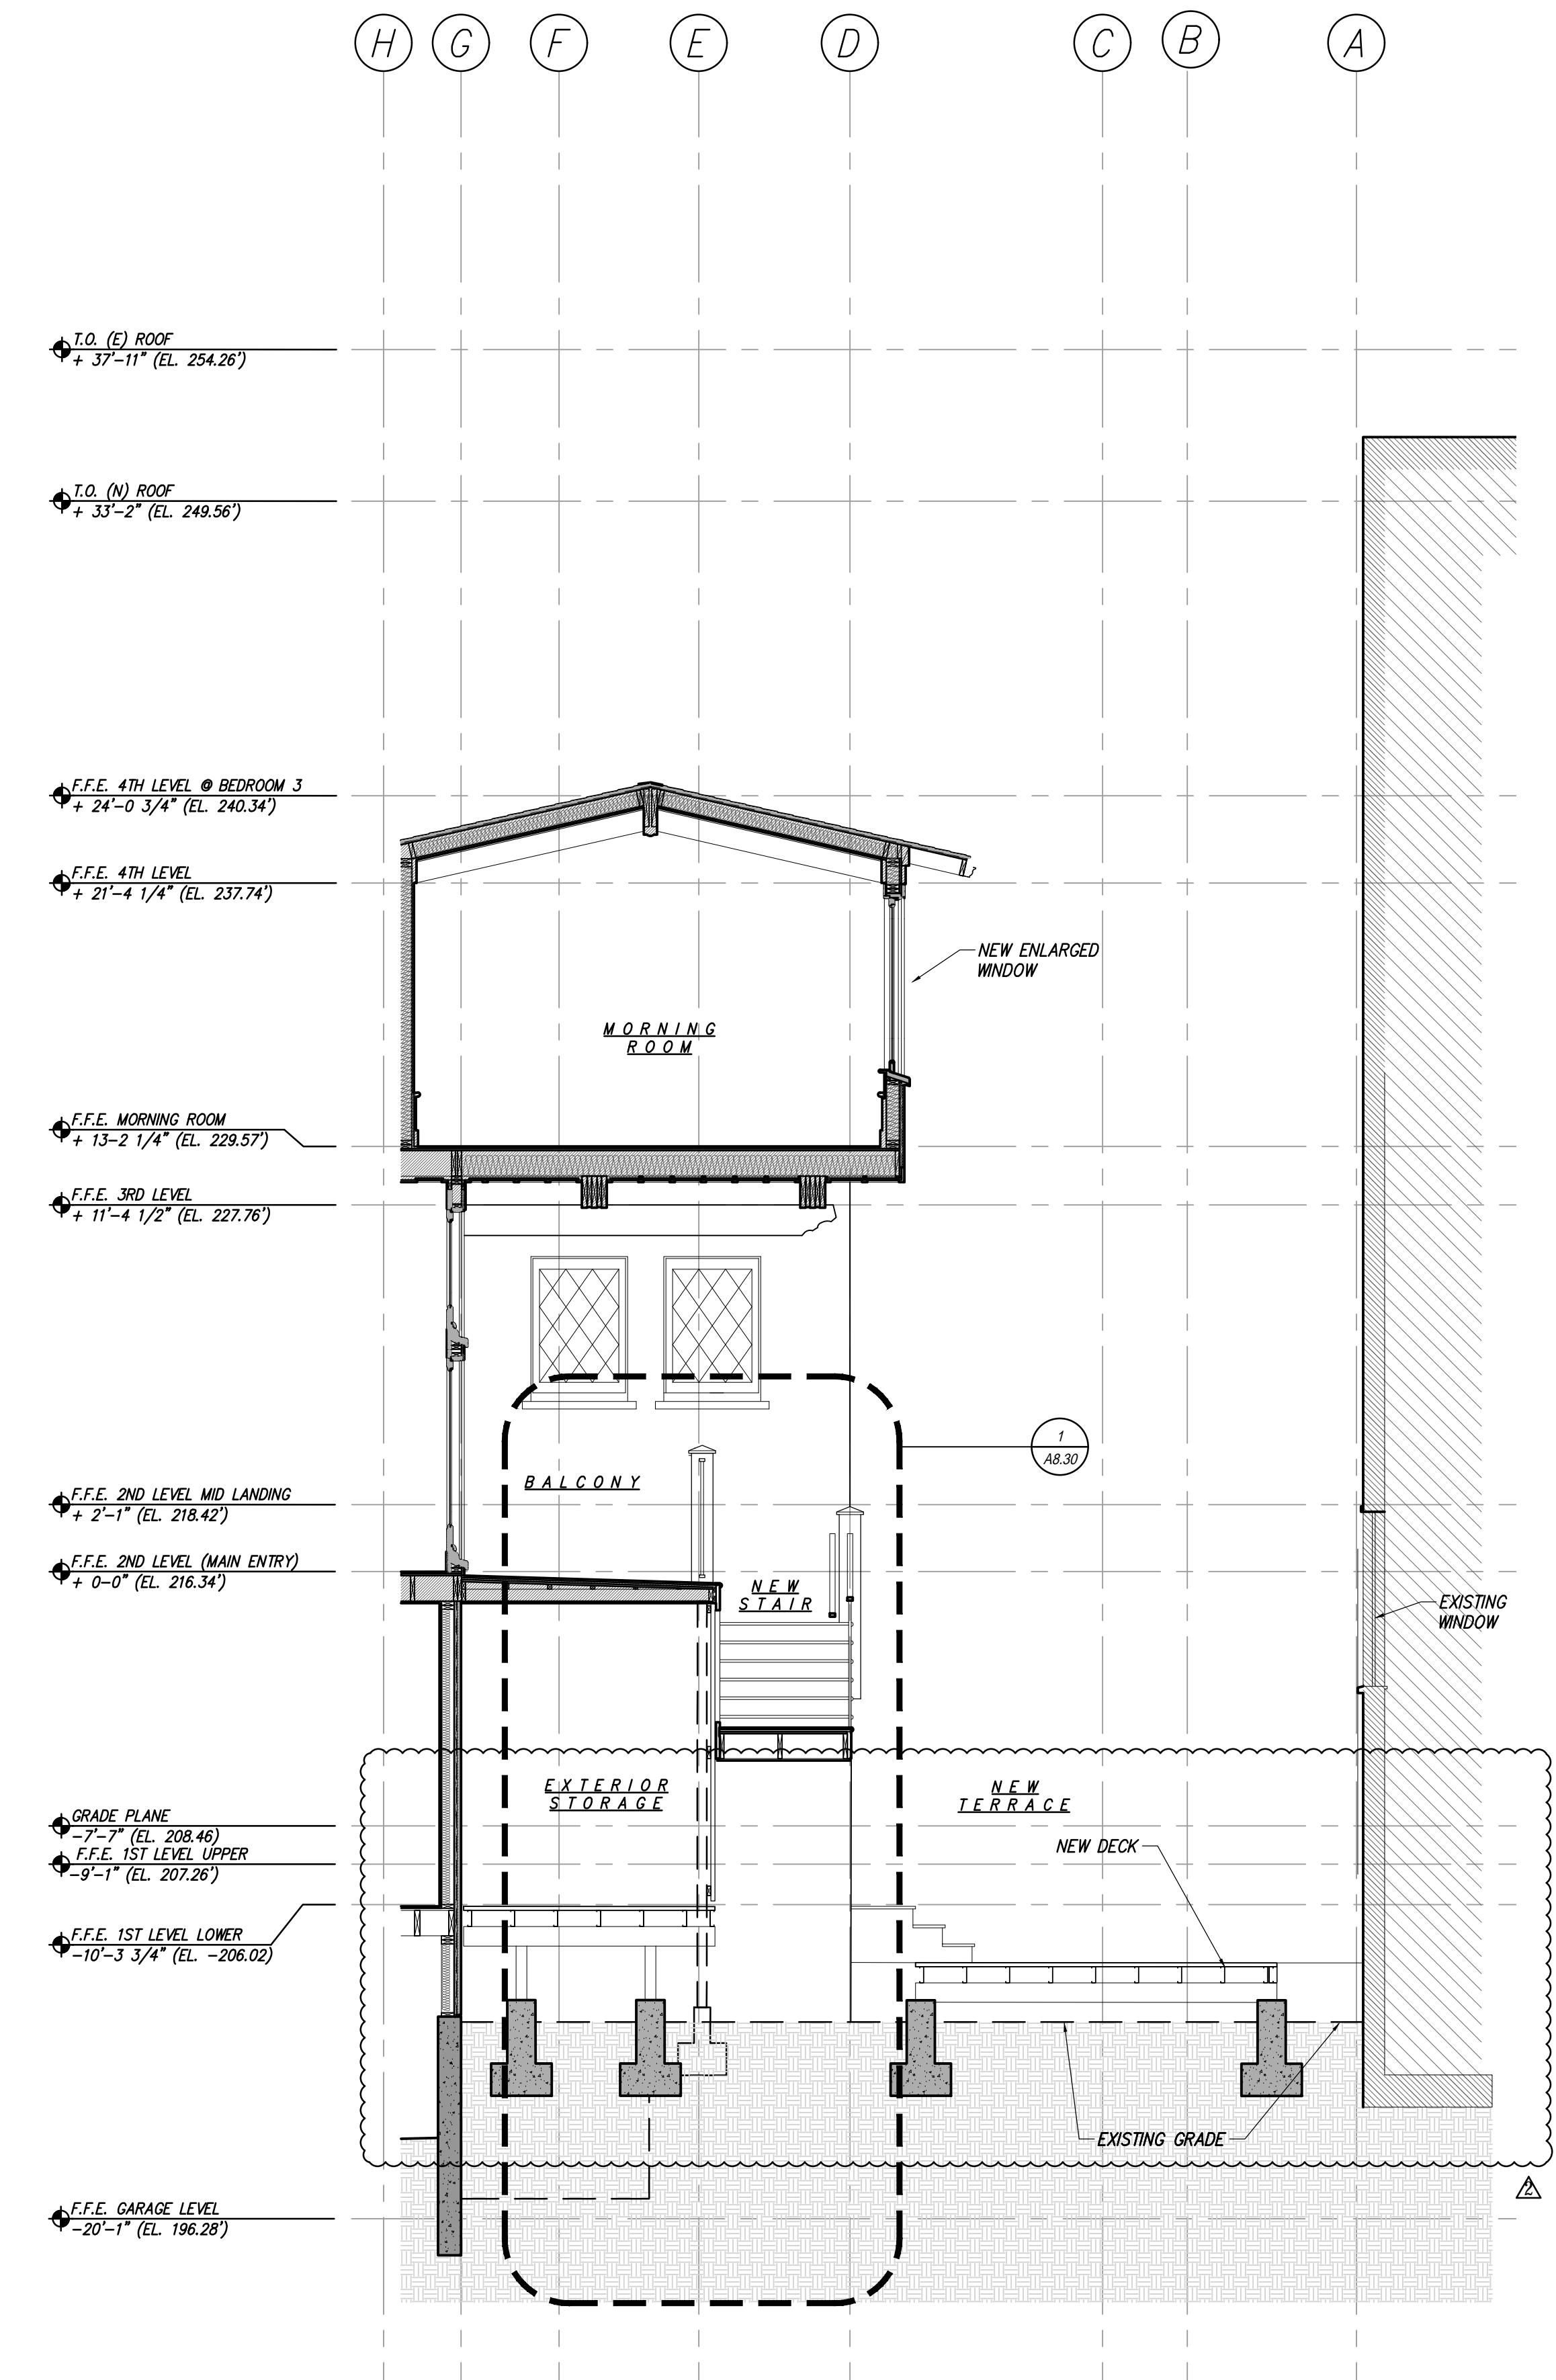 H G F E D C B A
T.O. (E) ROOF
+ 37'-11" (EL. 254.26')
T.O. (N) ROOF
+ 33'-2" (EL. 249.56')
F.F.E. 4TH LEVEL @ BEDROOM 3
+ 24'-0 3/4" (EL. 240.34')
F.F.E. 4TH LEVEL
+ 21'-4 1/4" (EL. 237.74')
NEW ENLARGED
WINDOW
MORNING
ROOM
F.F.E. MORNING ROOM
+ 13-2 1/4" (EL. 229.57')
F.F.E. 3RD LEVEL
+ 11'-4 1/2" (EL. 227.76')
1
A8.30
BALCONY
F.F.E. 2ND LEVEL MID LANDING
+ 2'-1" (EL. 218.42')
F.F.E. 2ND LEVEL (MAIN ENTRY)
+ 0-0" (EL. 216.34')
NEW
STAIR
EXISTING
WINDOW
EXTERIOR
STORAGE
NEW
TERRACE
GRADE PLANE
-7'-7" (EL. 208.46)
F.F.E. 1ST LEVEL UPPER
-9'-1" (EL. 207.26')
NEW DECK
F.F.E. 1ST LEVEL LOWER
-10'-3 3/4" (EL. -206.02)
EXISTING GRADE
2
F.F.E. GARAGE LEVEL
-20'-1" (EL. 196.28')